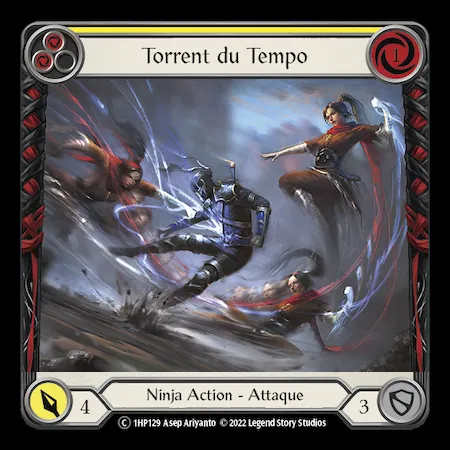 Torrent du Tempo
1
Ninja Action - Attaque
4
3
C 1HP129 Asep Ariyanto © 2022 Legend Story Studios